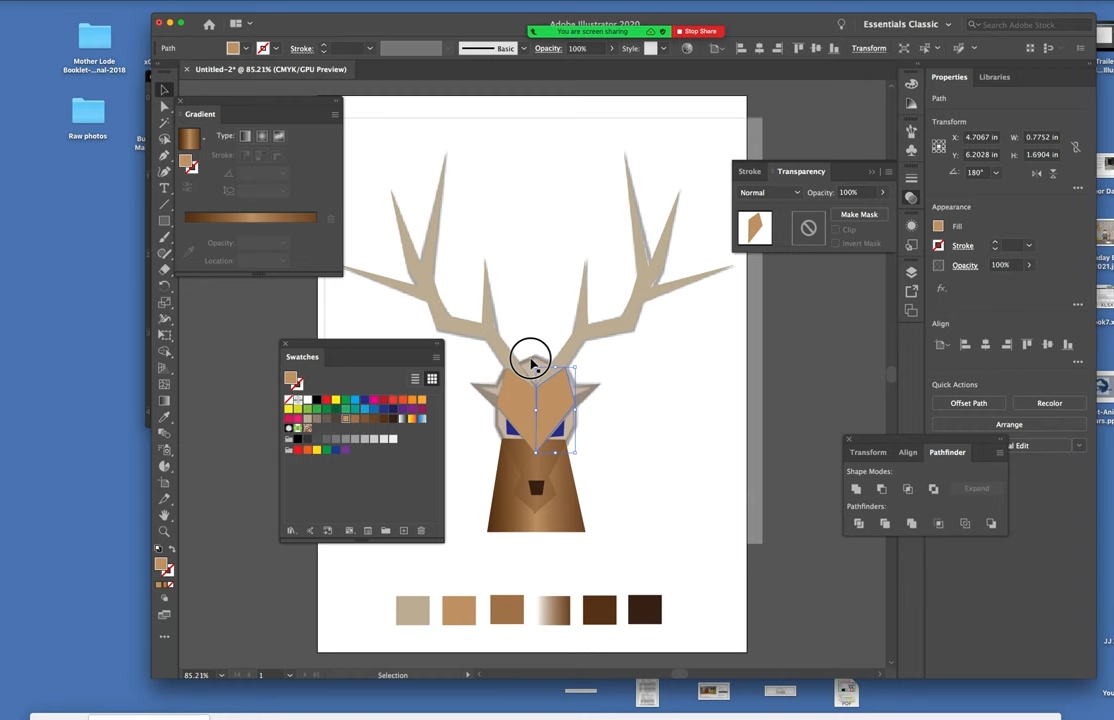 Adobe Illustrator 2020
You are screen sharing
Stop Share
Essentials Classic
Search Adobe Stock
Path
Stroke:
Basic
Opacity: 100%
Style:
Transform
Untitled-2* @ 85.21% (CMYK/GPU Preview)
Mother Lode
Booklet-...nal-2018
Raw photos
Gradient
Type:
Stroke:
Opacity:
Location:
Swatches
Stroke
Transparency
Normal
Opacity: 100%
Make Mask
Clip
Invert Mask
Properties
Libraries
Path
Transform
X: 4.7067 in
W: 0.7752 in
Y: 6.2028 in
H: 1.6904 in
180°
Appearance
Fill
Stroke
Opacity
100%
fx.
Align
Quick Actions
Offset Path
Recolor
Arrange
al Edit
Transform
Align
Pathfinder
Shape Modes:
Expand
Pathfinders:
85.21%
1
Selection
PDF